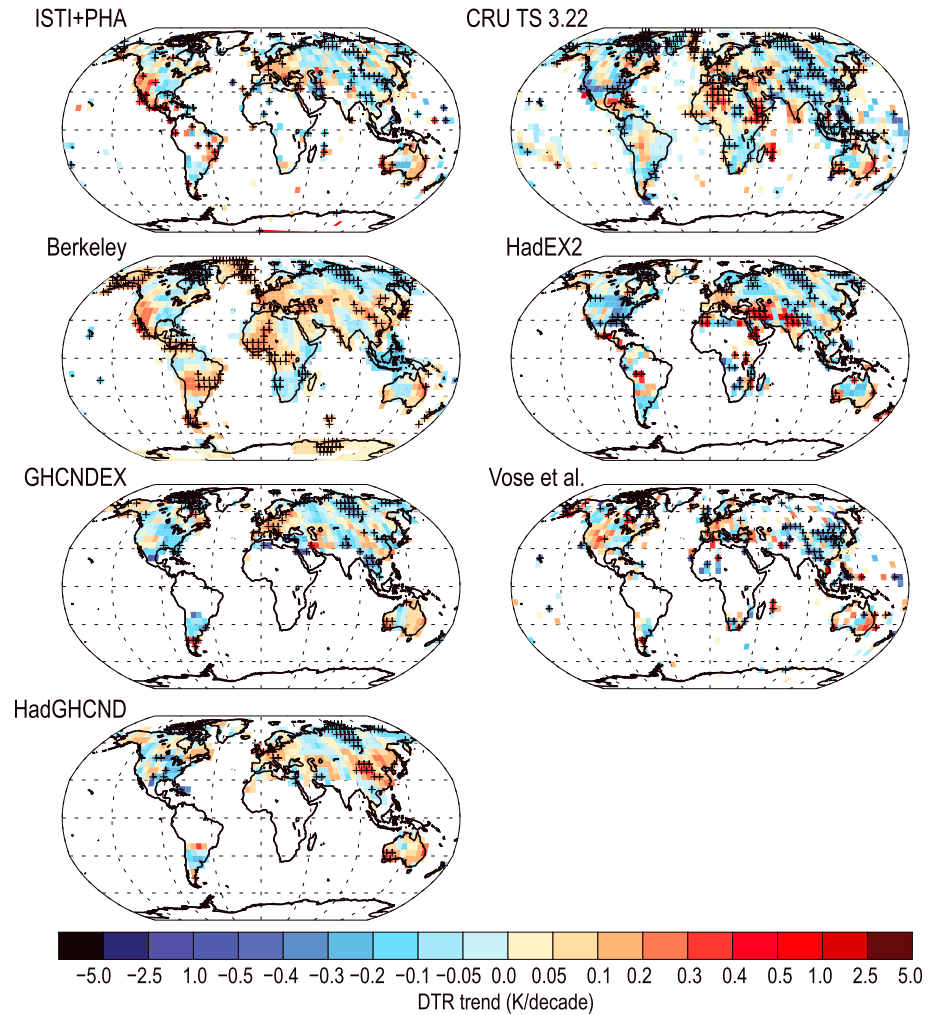 ISTI+PHA
CRU TS 3.22
Berkeley
HadEX2
GHCNDEX
Vose et al.
HadGHCND
−5.0 −2.5 1.0 −0.5 −0.4 −0.3 −0.2 −0.1 −0.05 0.0 0.05 0.1 0.2 0.3 0.4 0.5 1.0 2.5 5.0
DTR trend (K/decade)